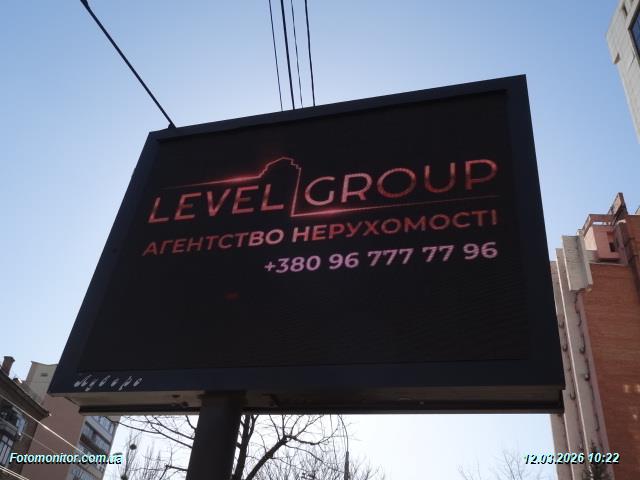 LEVEL GROUP
АГЕНТСТВО НЕРУХОМОСТІ
+380 96 777 77 96
Fotomonitor.com.ua
12.03.2026 10:22